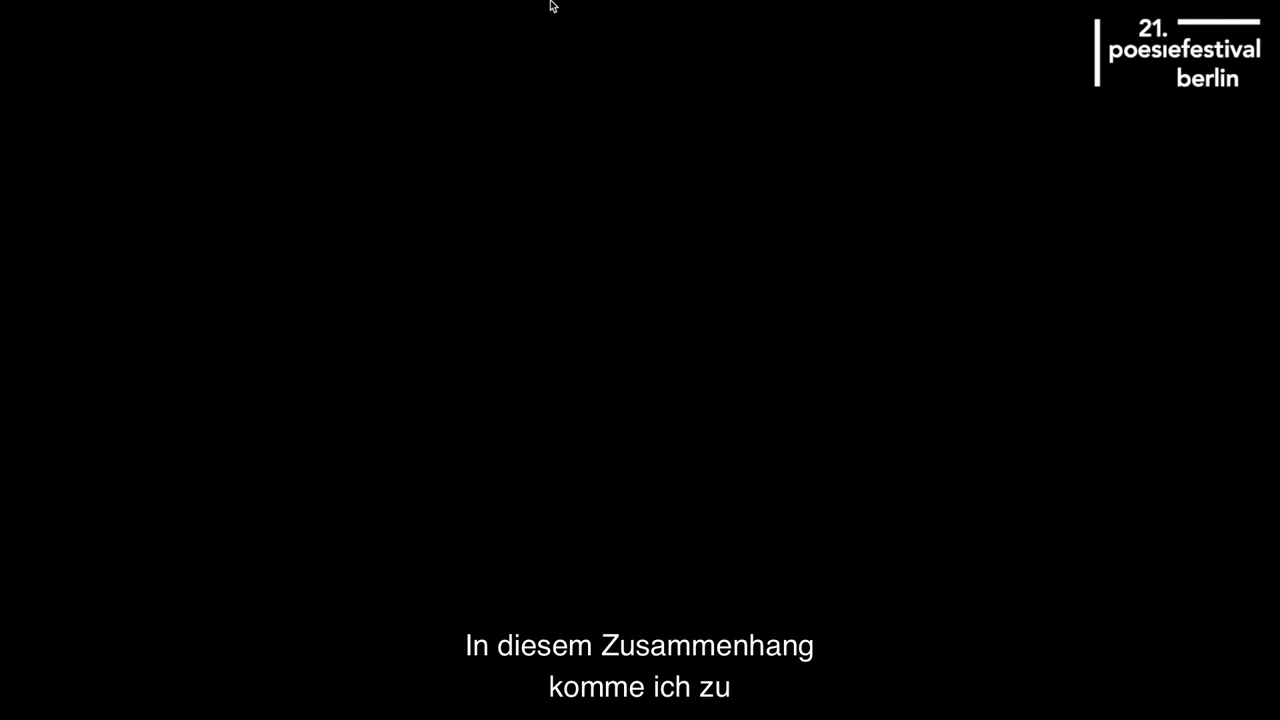 21.
poesiefestival
berlin
In diesem Zusammenhang
komme ich zu